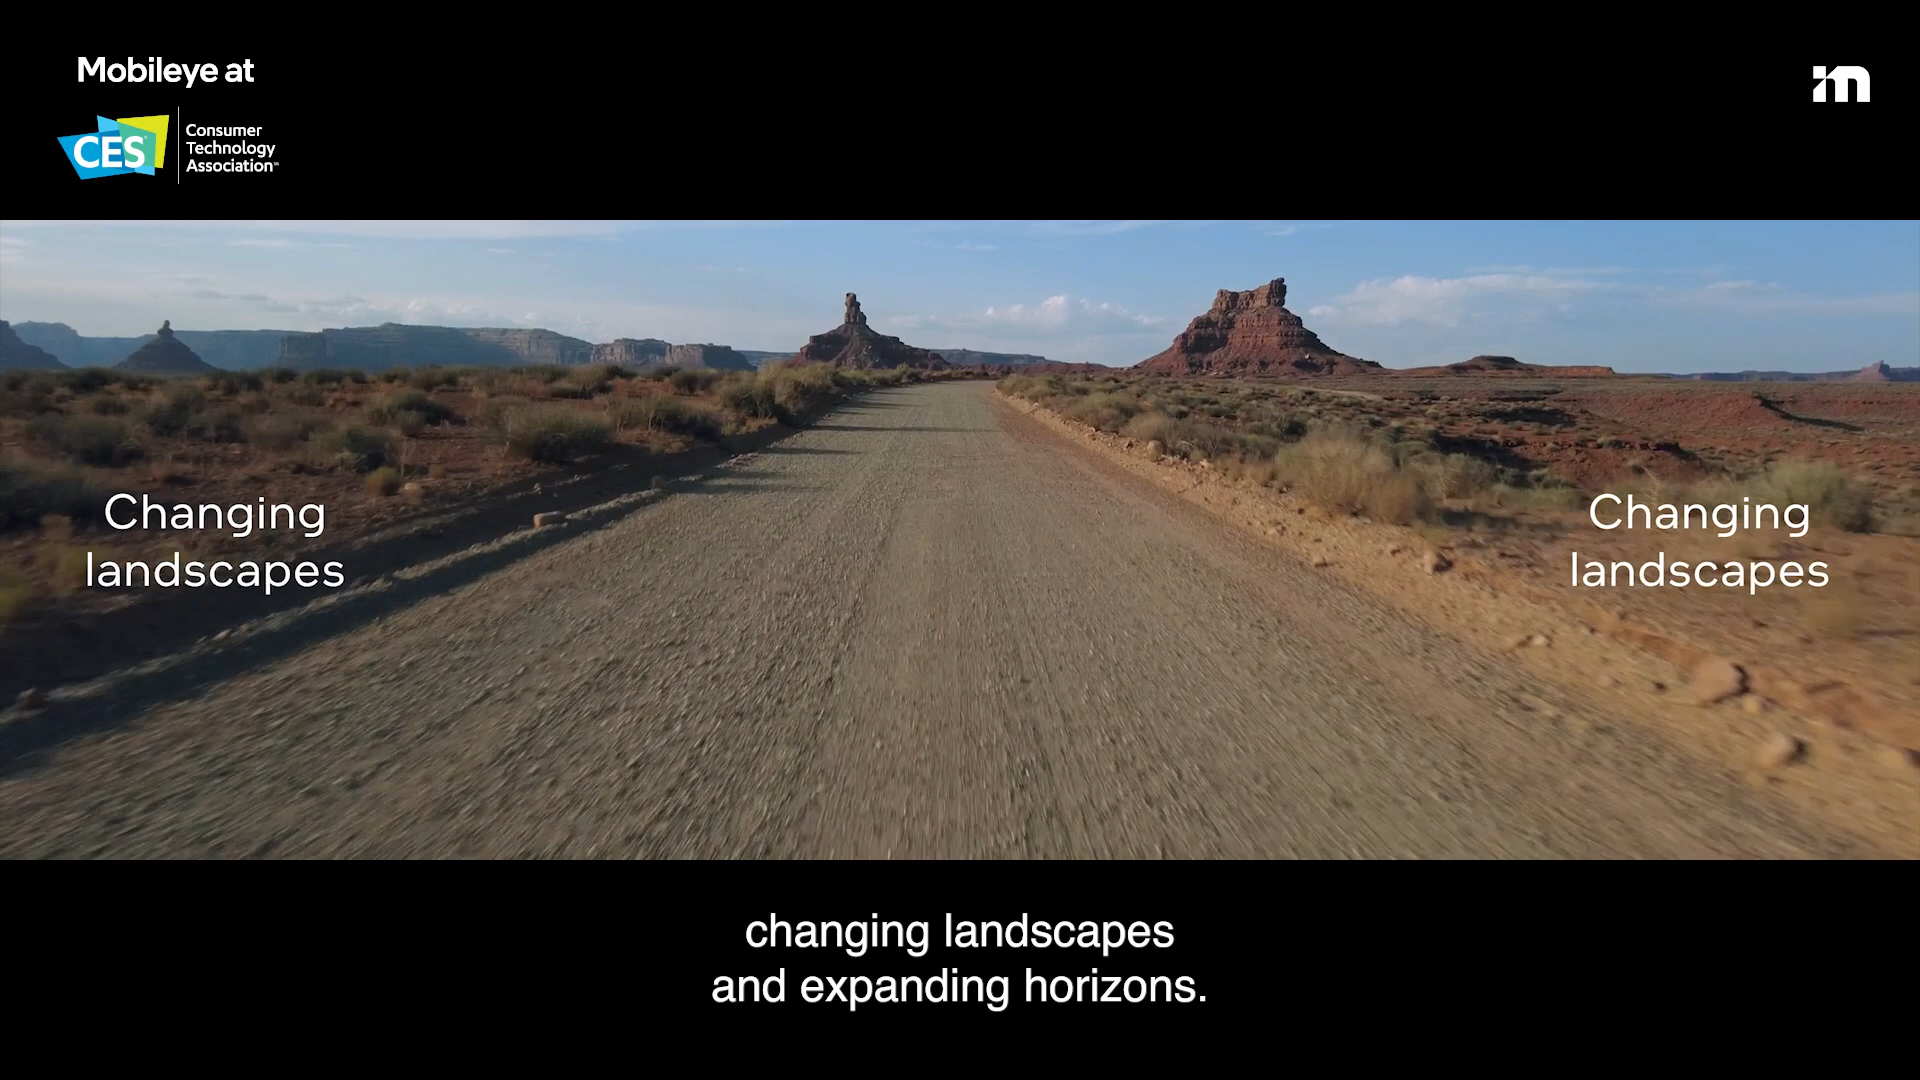 Mobileye at
CES
Consumer
Technology
Association
Changing
landscapes
Changing
landscapes
changing landscapes
and expanding horizons.